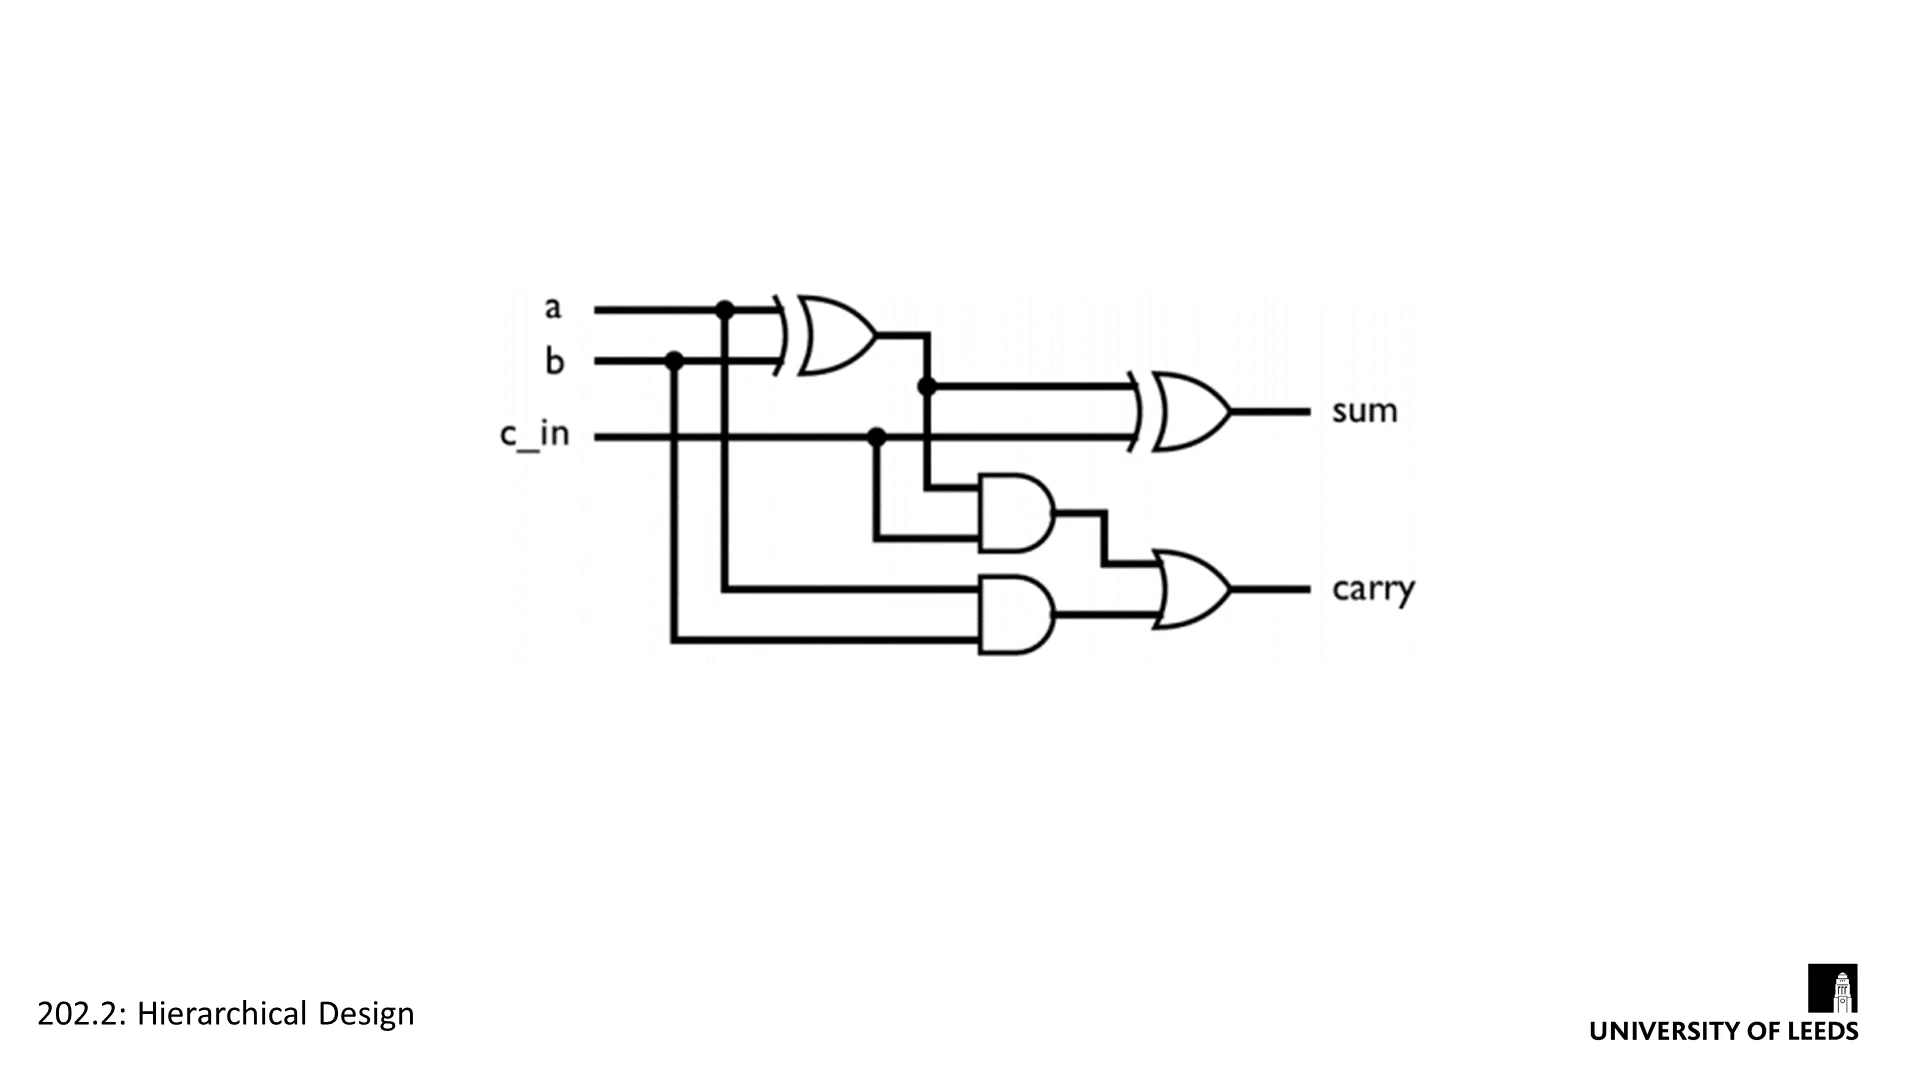 a
b
c_in
sum
carry
202.2: Hierarchical Design
UNIVERSITY OF LEEDS